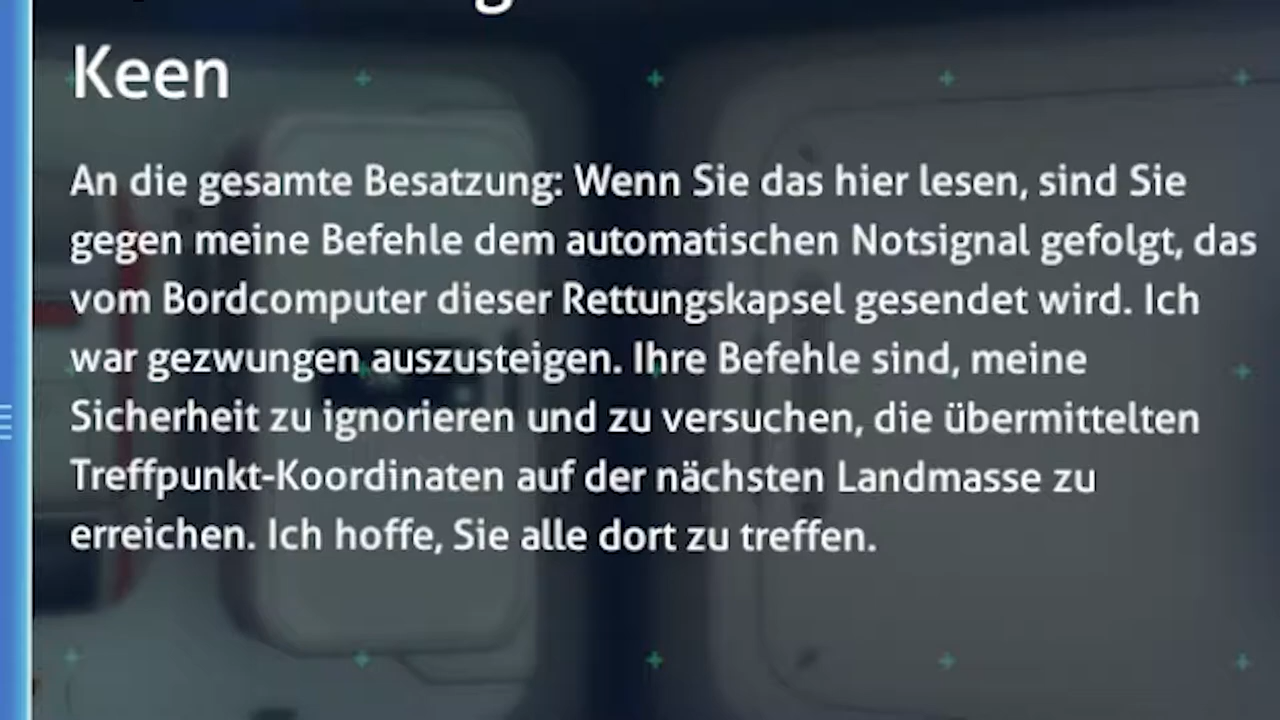 Keen
An die gesamte Besatzung: Wenn Sie das hier lesen, sind Sie
gegen meine Befehle dem automatischen Notsignal gefolgt, das
vom Bordcomputer dieser Rettungskapsel gesendet wird. Ich
war gezwungen auszusteigen. Ihre Befehle sind, meine
Sicherheit zu ignorieren und zu versuchen, die übermittelten
Treffpunkt-Koordinaten auf der nächsten Landmasse zu
erreichen. Ich hoffe, Sie alle dort zu treffen.